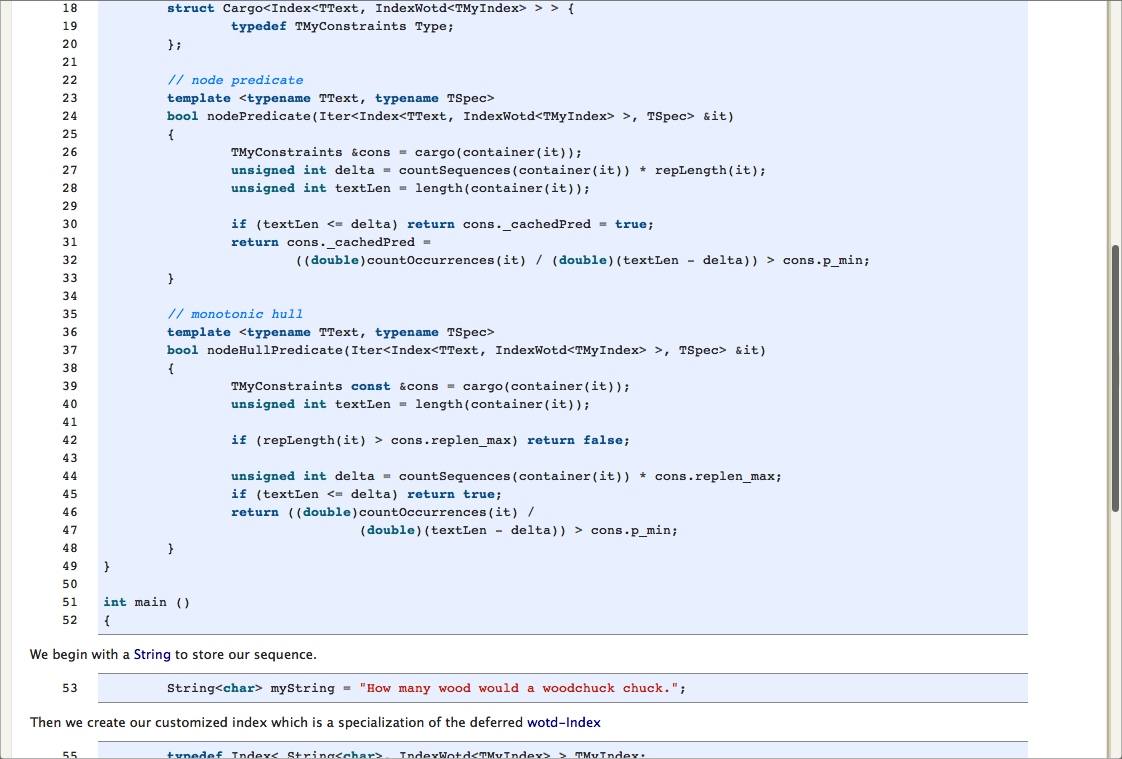 18 struct Cargo<Index<TText, IndexWotd<TMyIndex> > > {
19 typedef TMyConstraints Type;
20 };
21
22 // node predicate
23 template <typename TText, typename TSpec>
24 bool nodePredicate(Iter<Index<TText, IndexWotd<TMyIndex> >, TSpec> &it)
25 {
26 TMyConstraints &cons = cargo(container(it));
27 unsigned int delta = countSequences(container(it)) * repLength(it);
28 unsigned int textLen = length(container(it));
29
30 if (textLen <= delta) return cons._cachedPred = true;
31 return cons._cachedPred =
32 ((double)countOccurrences(it) / (double)(textLen - delta)) > cons.p_min;
33 }
34
35 // monotonic hull
36 template <typename TText, typename TSpec>
37 bool nodeHullPredicate(Iter<Index<TText, IndexWotd<TMyIndex> >, TSpec> &it)
38 {
39 TMyConstraints const &cons = cargo(container(it));
40 unsigned int textLen = length(container(it));
41
42 if (repLength(it) > cons.replen_max) return false;
43
44 unsigned int delta = countSequences(container(it)) * cons.replen_max;
45 if (textLen <= delta) return true;
46 return ((double)countOccurrences(it) /
47 (double)(textLen - delta)) > cons.p_min;
48 }
49 }
50
51 int main ()
52 {
We begin with a String to store our sequence.
53 String<char> myString = "How many wood would a woodchuck chuck.";
Then we create our customized index which is a specialization of the deferred wotd-Index
55 typedef Index< String<char>, IndexWotd<TMyIndex> > TMyIndex;